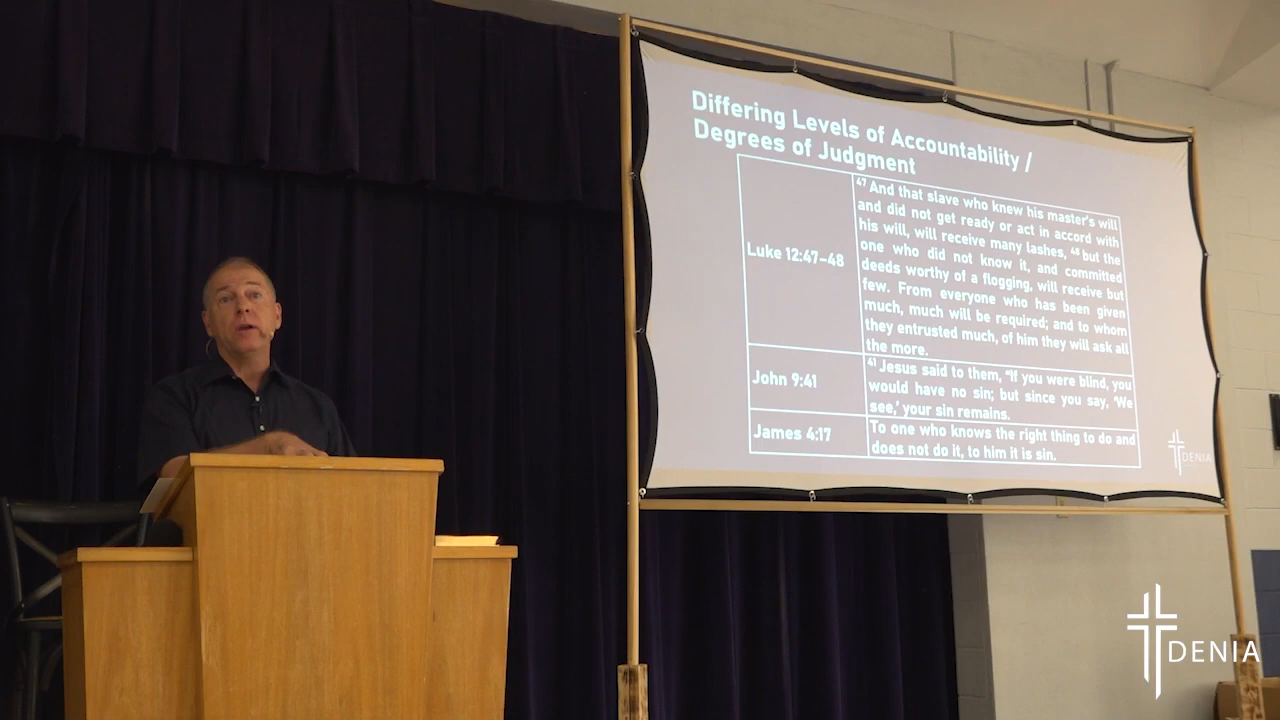 Differing Levels of Accountability /
Degrees of Judgment
Luke 12:47-48
⁴⁷ And that slave who knew his master's will
and did not get ready or act in accord with
his will, will receive many lashes, ⁴⁸ but the
one who did not know it, and committed
deeds worthy of a flogging, will receive but
few. From everyone who has been given
much, much will be required; and to whom
they entrusted much, of him they will ask all
the more.
John 9:41
⁴¹ Jesus said to them, "If you were blind, you
would have no sin; but since you say, 'We
see,' your sin remains.
James 4:17
To one who knows the right thing to do and
does not do it, to him it is sin.
DENIA
DENIA